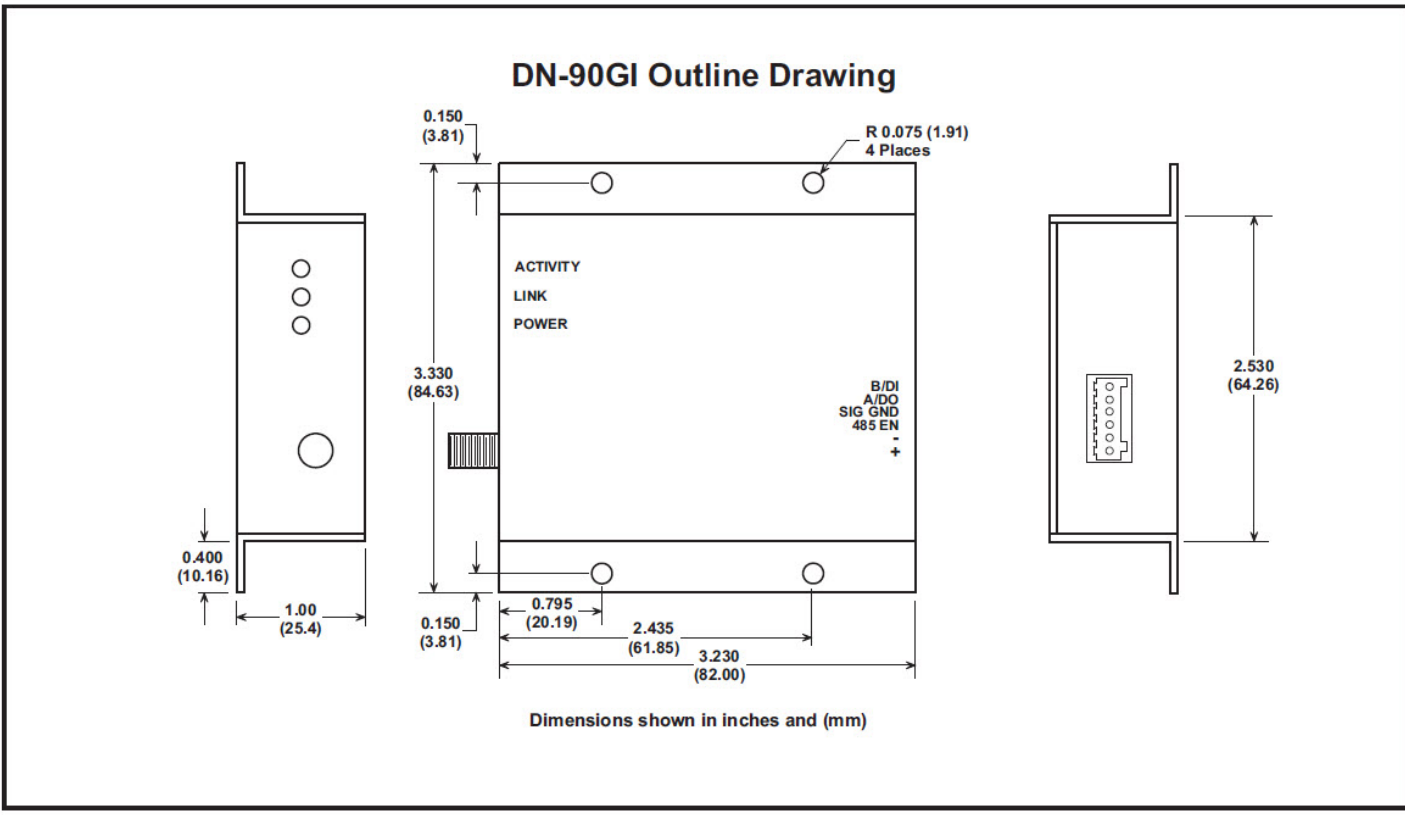 DN-90GI Outline Drawing
0.150
(3.81)
R 0.075 (1.91)
4 Places
ACTIVITY
LINK
POWER
3.330
(84.63)
B/DI
A/DO
SIG GND
485 EN
-
+
2.530
(64.26)
0.400
(10.16)
1.00
(25.4)
0.150
(3.81)
0.795
(20.19)
2.435
(61.85)
3.230
(82.00)
Dimensions shown in inches and (mm)